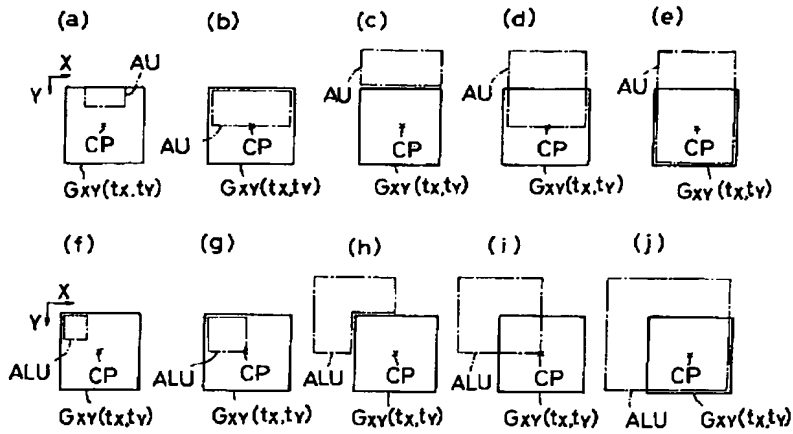 (a) (b) (c) (d) (e)
X AU
Y AU AU AU
AU
CP CP CP CP CP
GXY(tX,tY) GXY(tX,tY) GXY(tX,tY) GXY(tX,tY) GXY(tX,tY)
(f) (g) (h) (i) (j)
X
Y
ALU ALU ALU ALU
CP CP CP CP CP
GXY(tX,tY) GXY(tX,tY) GXY(tX,tY) GXY(tX,tY) ALU GXY(tX,tY)